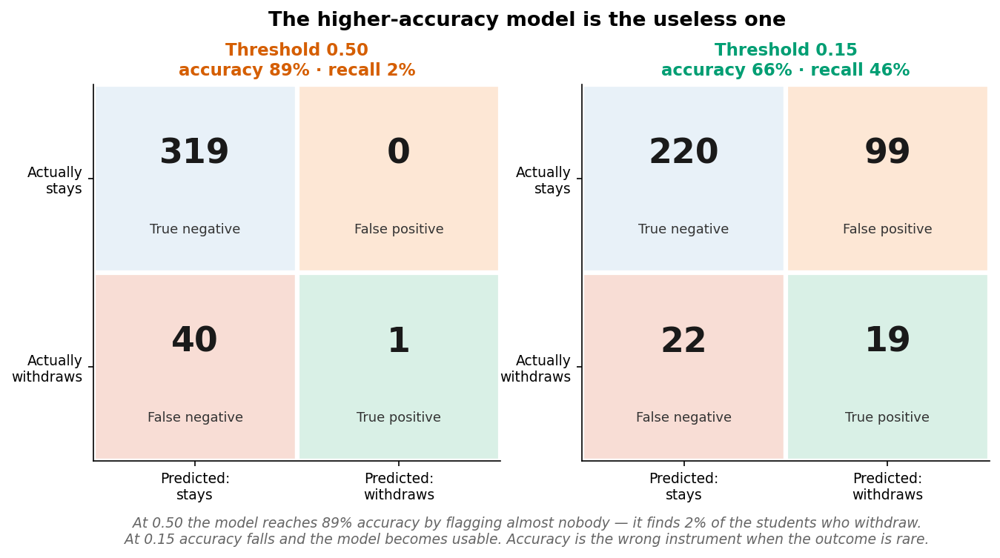 The higher-accuracy model is the useless one
Threshold 0.50
accuracy 89% · recall 2%
Actually
stays
319
True negative
0
False positive
Actually
withdraws
40
False negative
1
True positive
Predicted:
stays
Predicted:
withdraws
Threshold 0.15
accuracy 66% · recall 46%
Actually
stays
220
True negative
99
False positive
Actually
withdraws
22
False negative
19
True positive
Predicted:
stays
Predicted:
withdraws
At 0.50 the model reaches 89% accuracy by flagging almost nobody — it finds 2% of the students who withdraw.
At 0.15 accuracy falls and the model becomes usable. Accuracy is the wrong instrument when the outcome is rare.